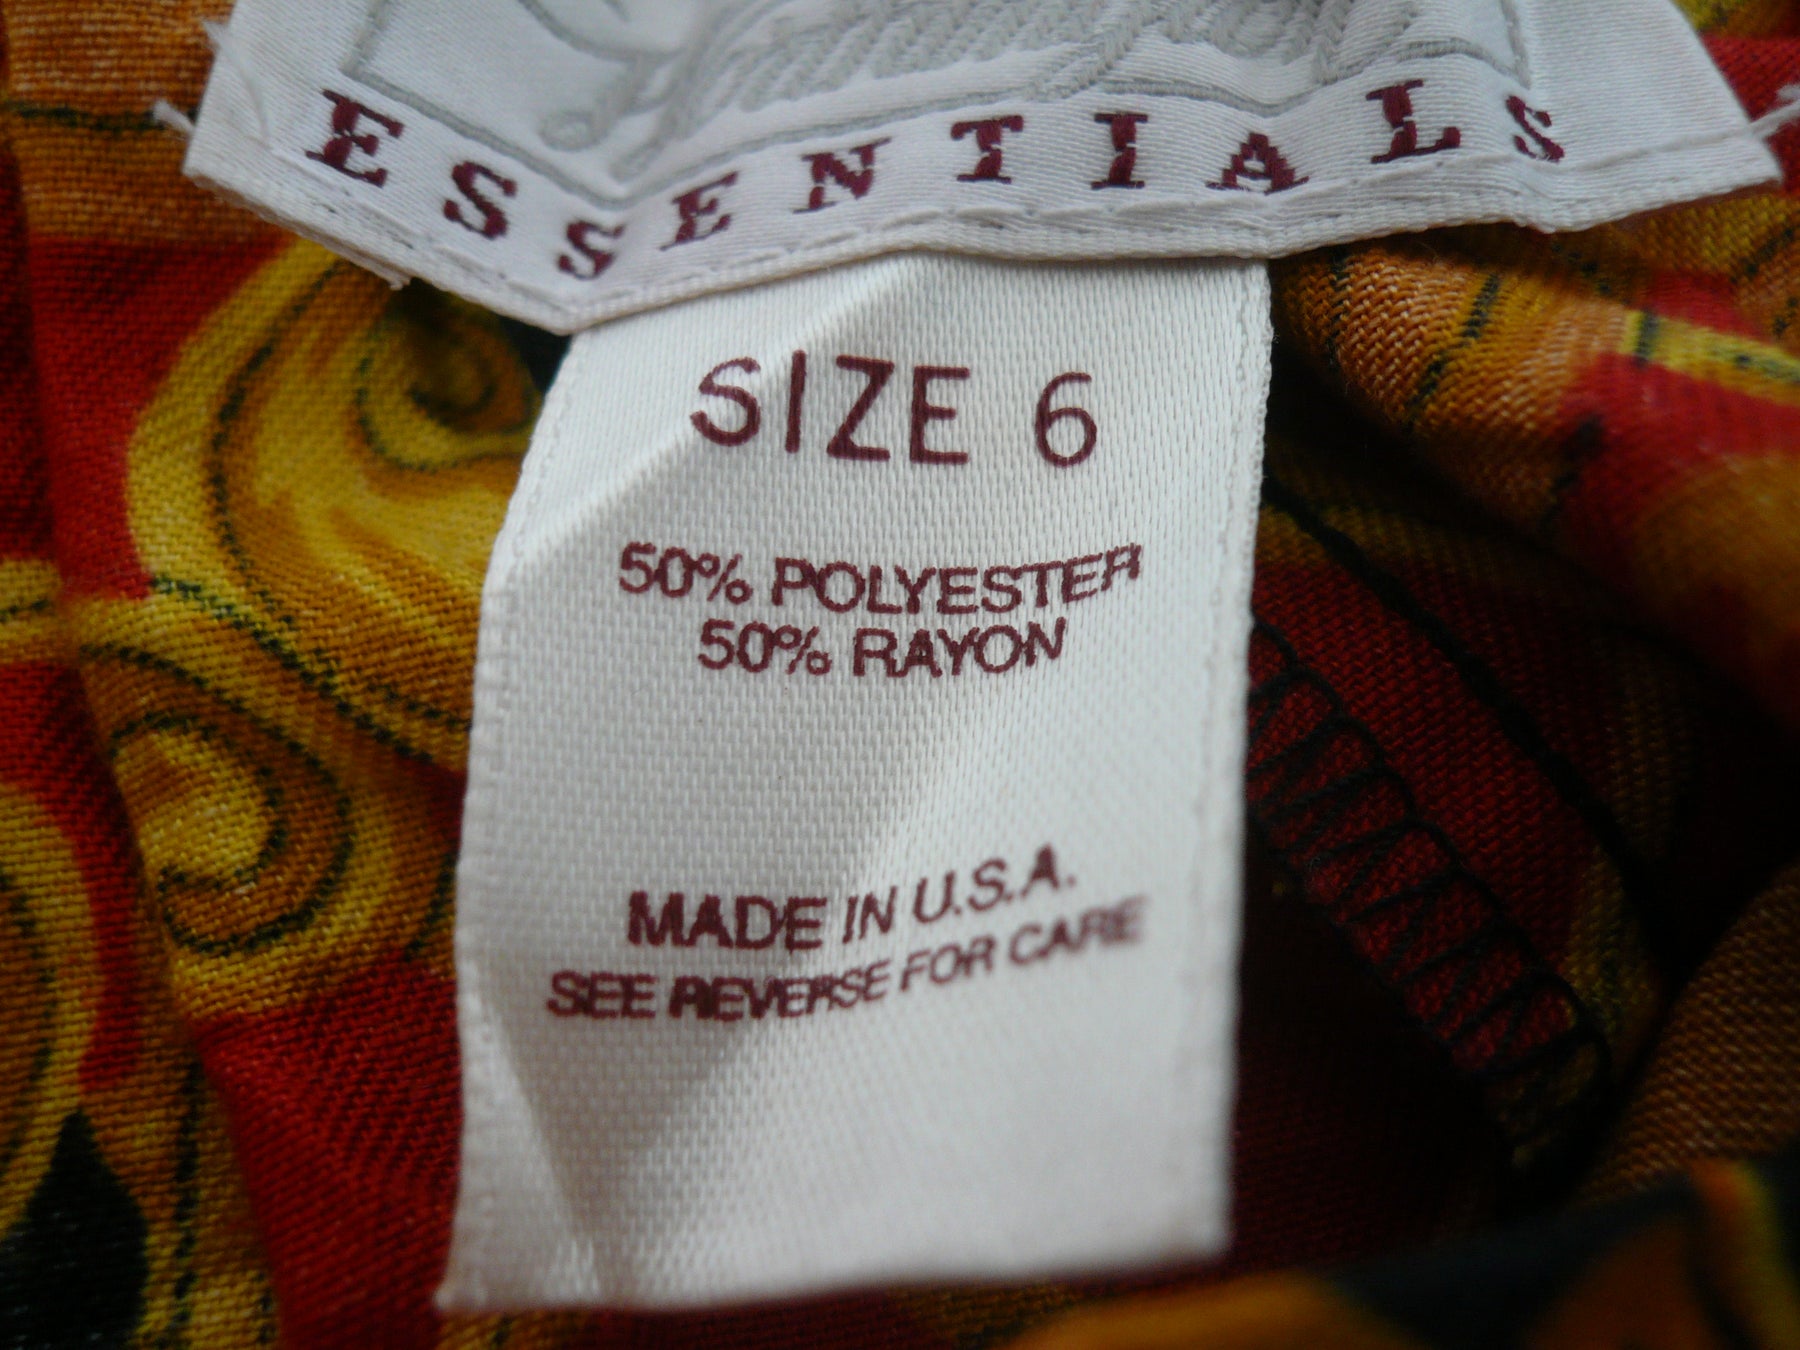 ESSENTIALS
SIZE 6
50% POLYESTER
50% RAYON
MADE IN U.S.A.
SEE REVERSE FOR CARE